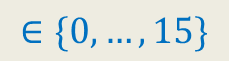 ∈ {0, …, 15}